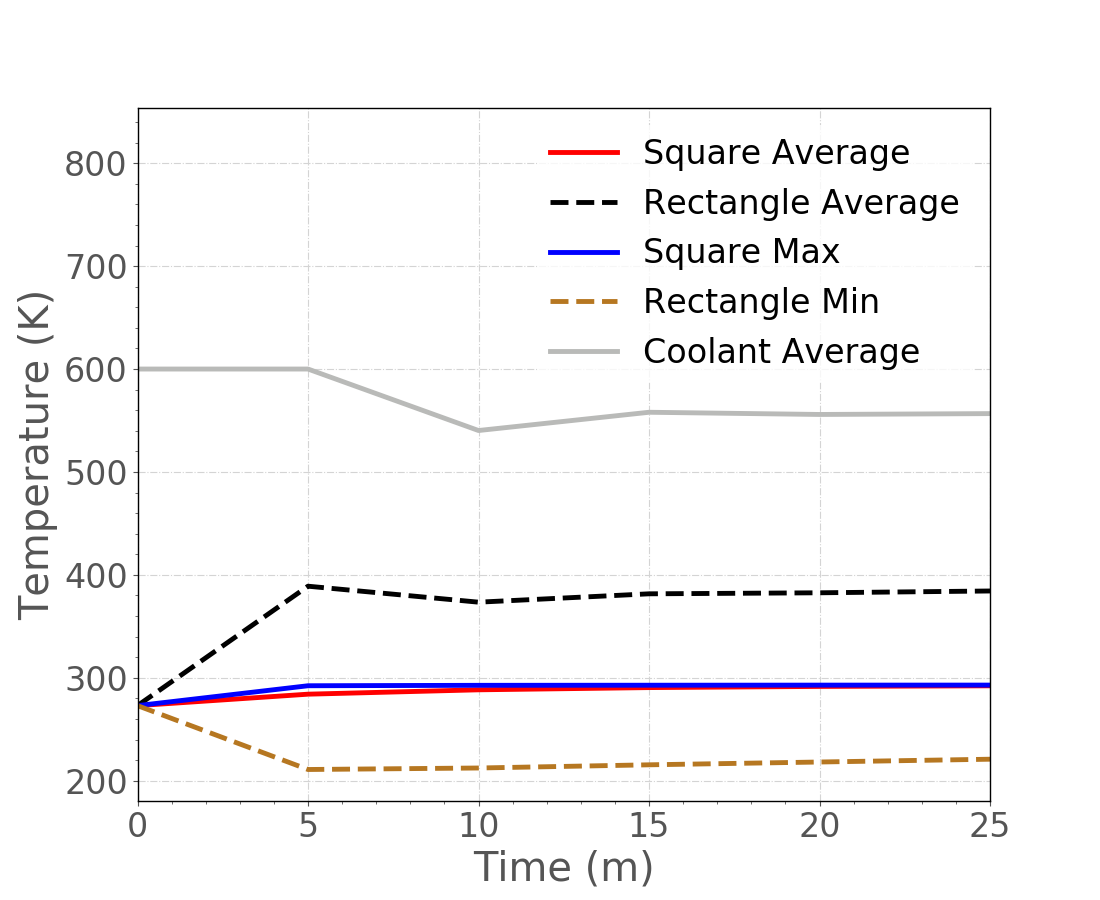 800
700
600
500
400
300
200
Temperature (K)
Square Average
Rectangle Average
Square Max
Rectangle Min
Coolant Average
0 5 10 15 20 25
Time (m)